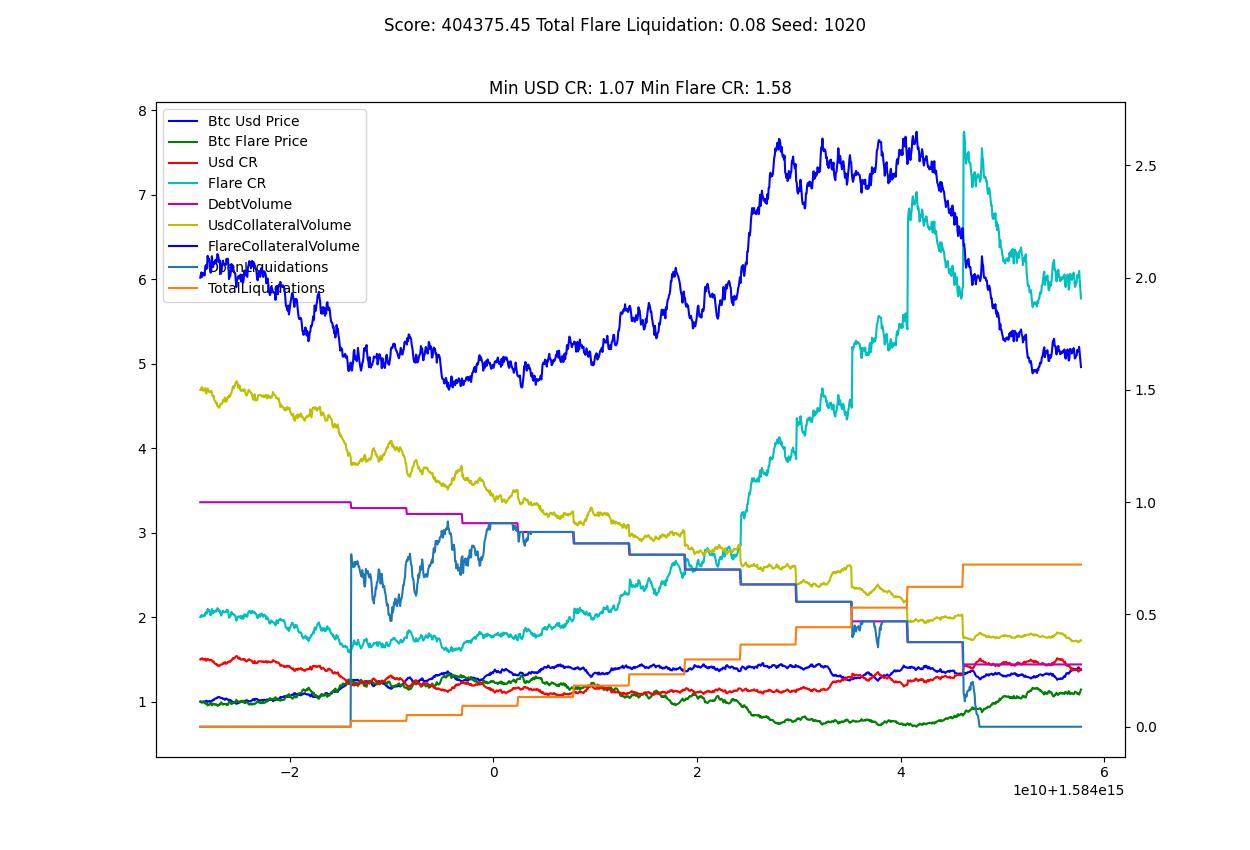 Score: 404375.45 Total Flare Liquidation: 0.08 Seed: 1020
Min USD CR: 1.07 Min Flare CR: 1.58
Btc Usd Price
Btc Flare Price
Usd CR
Flare CR
DebtVolume
UsdCollateralVolume
FlareCollateralVolume
OpenLiquidations
TotalLiquidations
8
7
6
5
4
3
2
1
2.5
2.0
1.5
1.0
0.5
0.0
−2
0
2
4
6
1e10+1.584e15